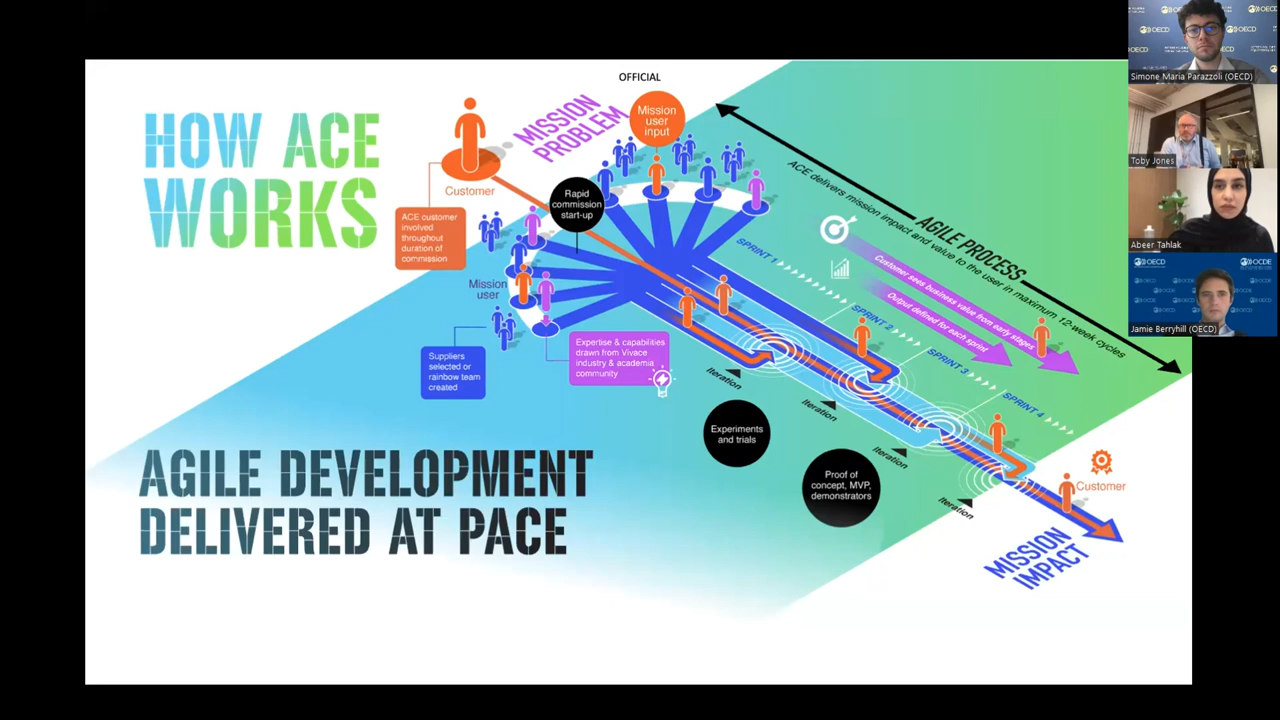 OFFICIAL
HOW ACE
WORKS
MISSION
PROBLEM
Mission
user
input
Customer
Rapid
commission
start-up
ACE customer
involved
throughout
duration of
commission
Mission
user
Suppliers
selected or
rainbow team
created
Expertise & capabilities
drawn from Vivace
industry & academia
community
AGILE PROCESS
ACE delivers mission impact and value to the user in maximum 12-week cycles
Customer sees business value from early stages
Output defined for each sprint
SPRINT 1
SPRINT 2
SPRINT 3
SPRINT 4
Iteration
Iteration
Iteration
Iteration
Experiments
and trials
Proof of
concept, MVP,
demonstrators
Customer
MISSION
IMPACT
AGILE DEVELOPMENT
DELIVERED AT PACE
OECD
OECD
OECD
Simone Maria Parazzoli (OECD)
Toby Jones
Abeer Tahlak
OECD
OCDE
Jamie Berryhill (OECD)